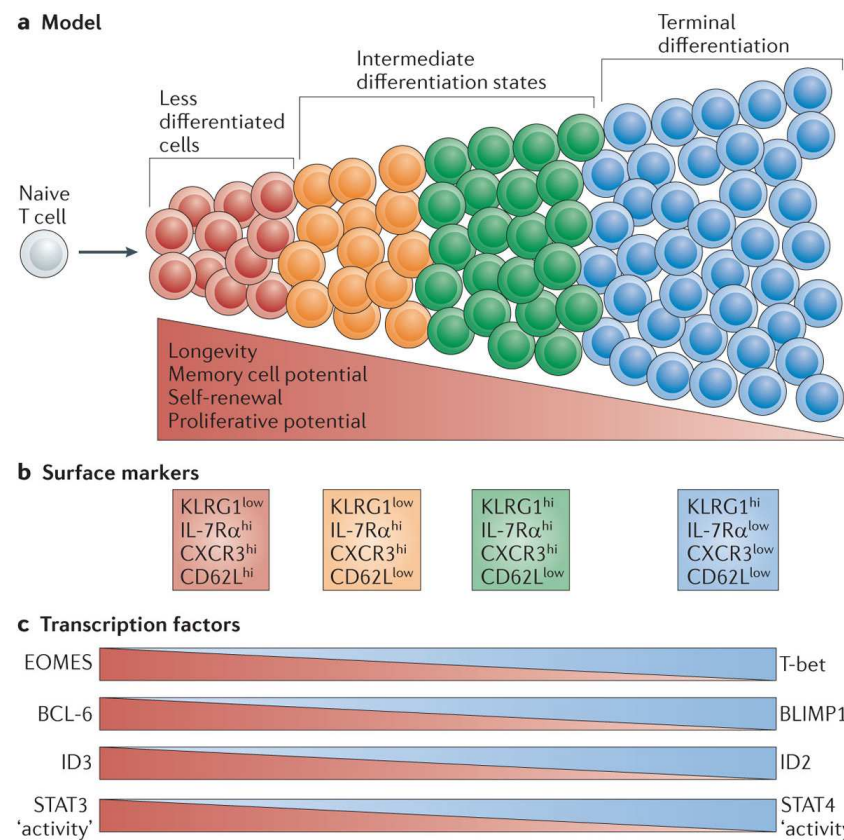 a Model
Terminal
differentiation
Intermediate
differentiation states
Less
differentiated
cells
Naive
T cell
Longevity
Memory cell potential
Self-renewal
Proliferative potential
b Surface markers
KLRG1low
IL-7Rαhi
CXCR3hi
CD62Lhi
KLRG1low
IL-7Rαhi
CXCR3hi
CD62Llow
KLRG1hi
IL-7Rαhi
CXCR3hi
CD62Llow
KLRG1hi
IL-7Rαlow
CXCR3low
CD62Llow
c Transcription factors
EOMES
T-bet
BCL-6
BLIMP1
ID3
ID2
STAT3
'activity'
STAT4
'activity